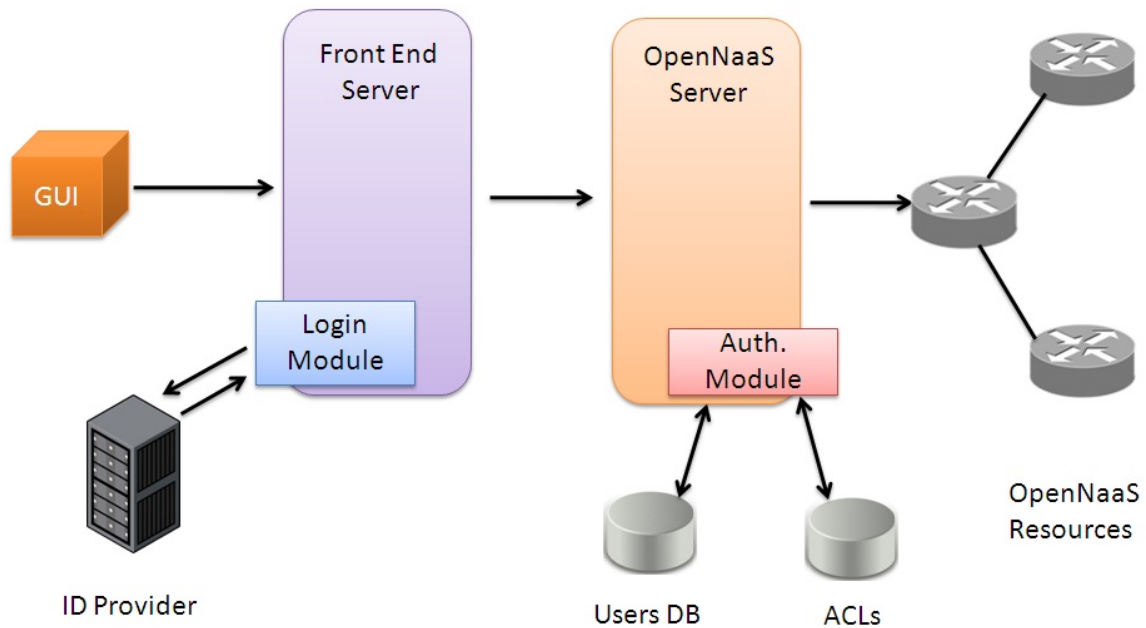 Front End
Server
OpenNaaS
Server
GUI
Login
Module
Auth.
Module
OpenNaaS
Resources
ID Provider
Users DB
ACLs